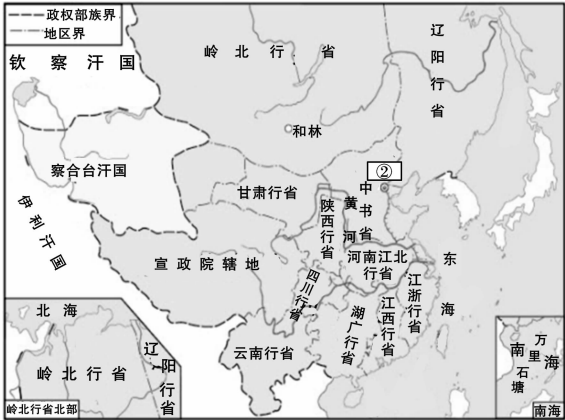 政权部族界
地区界
钦察汗国
岭北行省
辽阳行省
和林
察合台汗国
②
甘肃行省
中书省
黄河
陕西行省
伊利汗国
宣政院辖地
河南江北行省
四川行省
东海
江浙行省
江西行省
湖广行省
云南行省
北海
岭北行省
辽阳行省
岭北行省北部
万里石塘
南海
南海